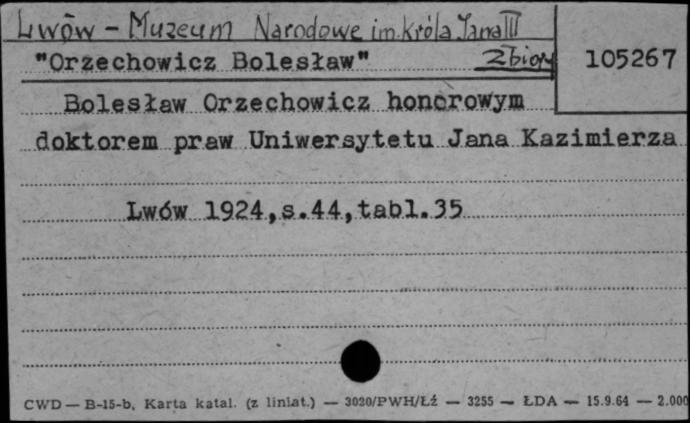 Lwów - Muzeum Narodowe im. Króla Jana III
"Orzechowicz Bolesław" Zbiory 105267
Bolesław Orzechowicz honorowym
doktorem praw Uniwersytetu Jana Kazimierza
Lwów 1924,s.44,tabl.35
CWD — B-15-b, Karta katal. (z liniat.) — 3020/PWH/Łź — 3255 — ŁDA — 15.9.64 — 2.000